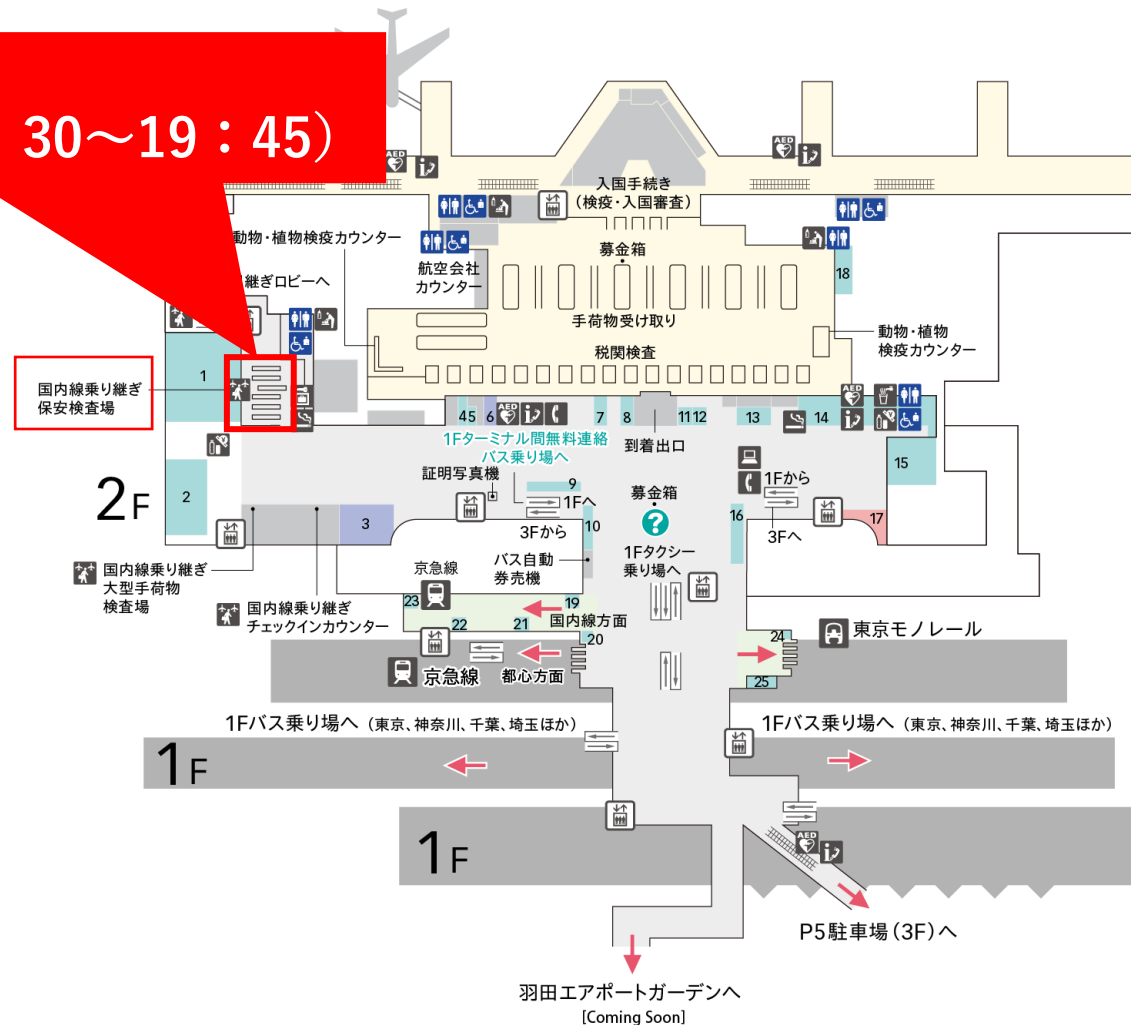 30～19：45）
AED
AED
入国手続き
（検疫・入国審査）
動物・植物検疫カウンター
航空会社
カウンター
募金箱
18
継ぎロビーへ
手荷物受け取り
動物・植物
検疫カウンター
税関検査
国内線乗り継ぎ
保安検査場
1
4
5
6
AED
7
8
到着出口
11
12
13
14
AED
1Fターミナル間無料連絡
バス乗り場へ
証明写真機
15
2F
2
3
9
1Fへ
3Fから
10
募金箱
?
1Fタクシー
乗り場へ
16
1Fから
3Fへ
17
バス自動
券売機
国内線乗り継ぎ
大型手荷物
検査場
国内線乗り継ぎ
チェックインカウンター
京急線
23
22
21
19
国内線方面
20
京急線
都心方面
24
東京モノレール
25
1Fバス乗り場へ（東京、神奈川、千葉、埼玉ほか）
1Fバス乗り場へ（東京、神奈川、千葉、埼玉ほか）
1F
1F
AED
P5駐車場（3F）へ
羽田エアポートガーデンへ
[Coming Soon]